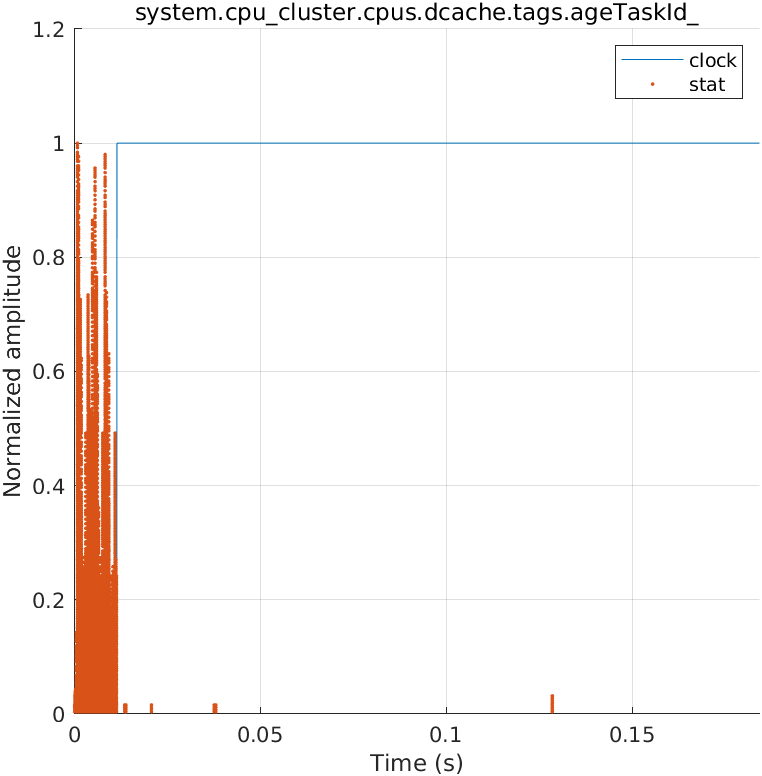 system.cpu_cluster.cpus.dcache.tags.ageTaskId_
1.2
1
0.8
0.6
0.4
0.2
0
Normalized amplitude
clock
stat
0
0.05
0.1
0.15
Time (s)